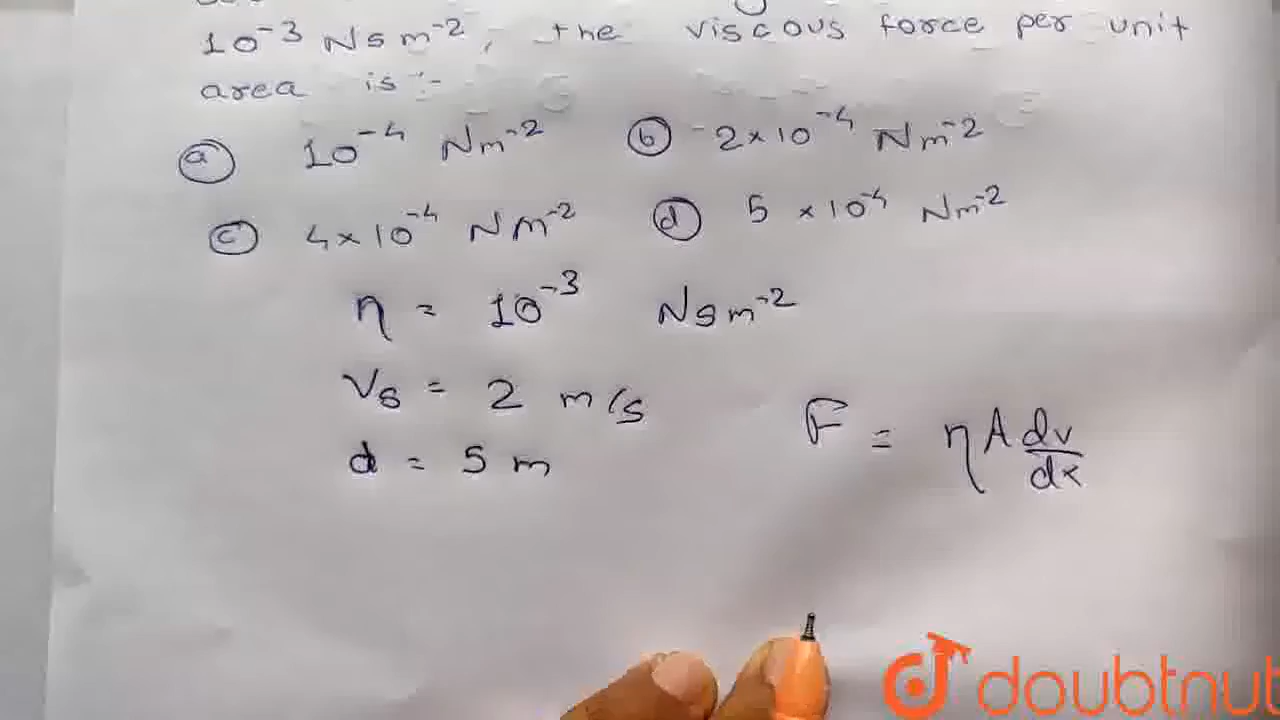 10⁻³ Nsm⁻², the viscous force per unit
area is :-
(a) 10⁻⁴ Nm⁻² (b) 2×10⁻⁴ Nm⁻²
(c) 4×10⁻⁴ Nm⁻² (d) 5×10⁻⁴ Nm⁻²
η = 10⁻³ Nsm⁻²
Vs = 2 m/s
F = ηA dv/dx
d = 5 m
doubtnut